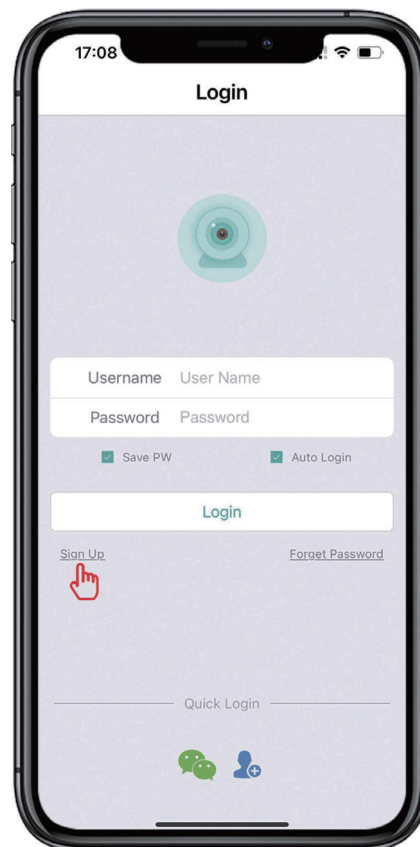 17:08
Login
Username User Name
Password Password
Save PW Auto Login
Login
Sign Up Forget Password
Quick Login